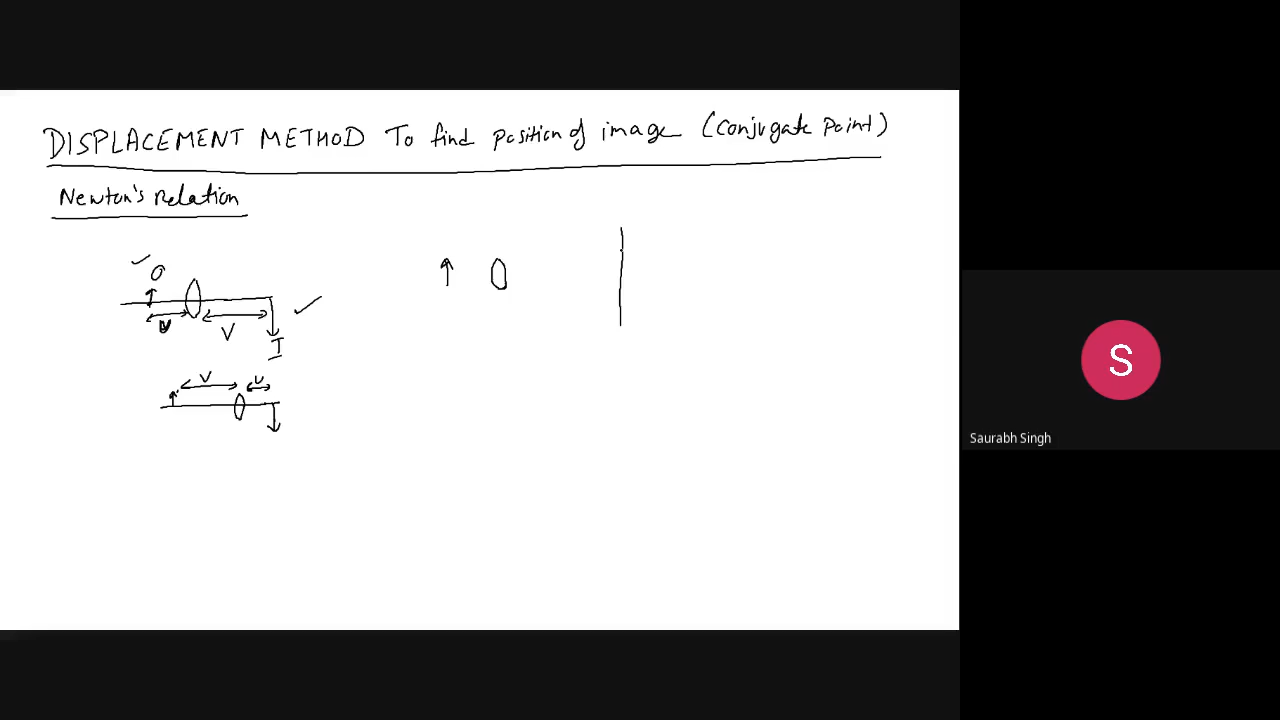 DISPLACEMENT METHOD To find position of image (conjugate point)
Newton's relation
O
u
V
I
V
u
S
Saurabh Singh